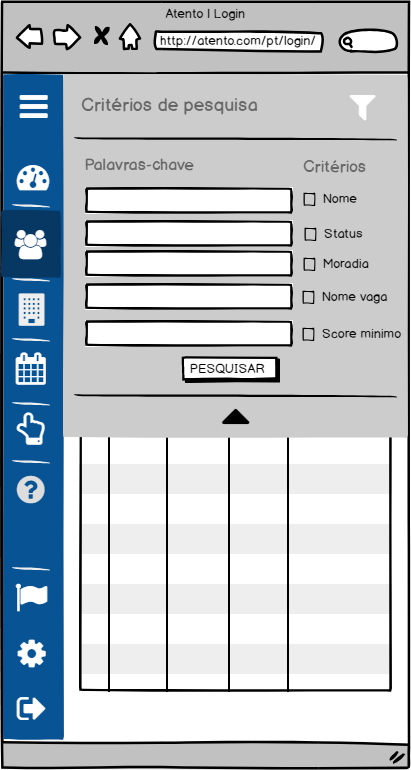 Atento | Login
http://atento.com/pt/login/
Critérios de pesquisa
Palavras-chave
Critérios
Nome
Status
Moradia
Nome vaga
Score minimo
PESQUISAR
?